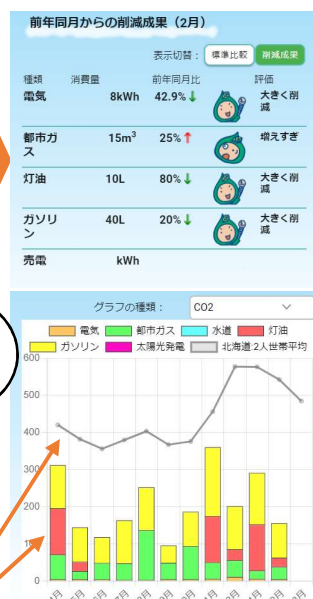 前年同月からの削減成果（2月）
表示切替： 標準比較 削減成果
種類 消費量 前年同月比 評価
電気 8kWh 42.9%↓ 大きく削減
都市ガス 15m³ 25%↑ 増えすぎ
灯油 10L 80%↓ 大きく削減
ガソリン 40L 20%↓ 大きく削減
売電 kWh
グラフの種類： CO2
電気 都市ガス 水道 灯油
ガソリン 太陽光発電 北海道:2人世帯平均
600
500
400
300
200
0